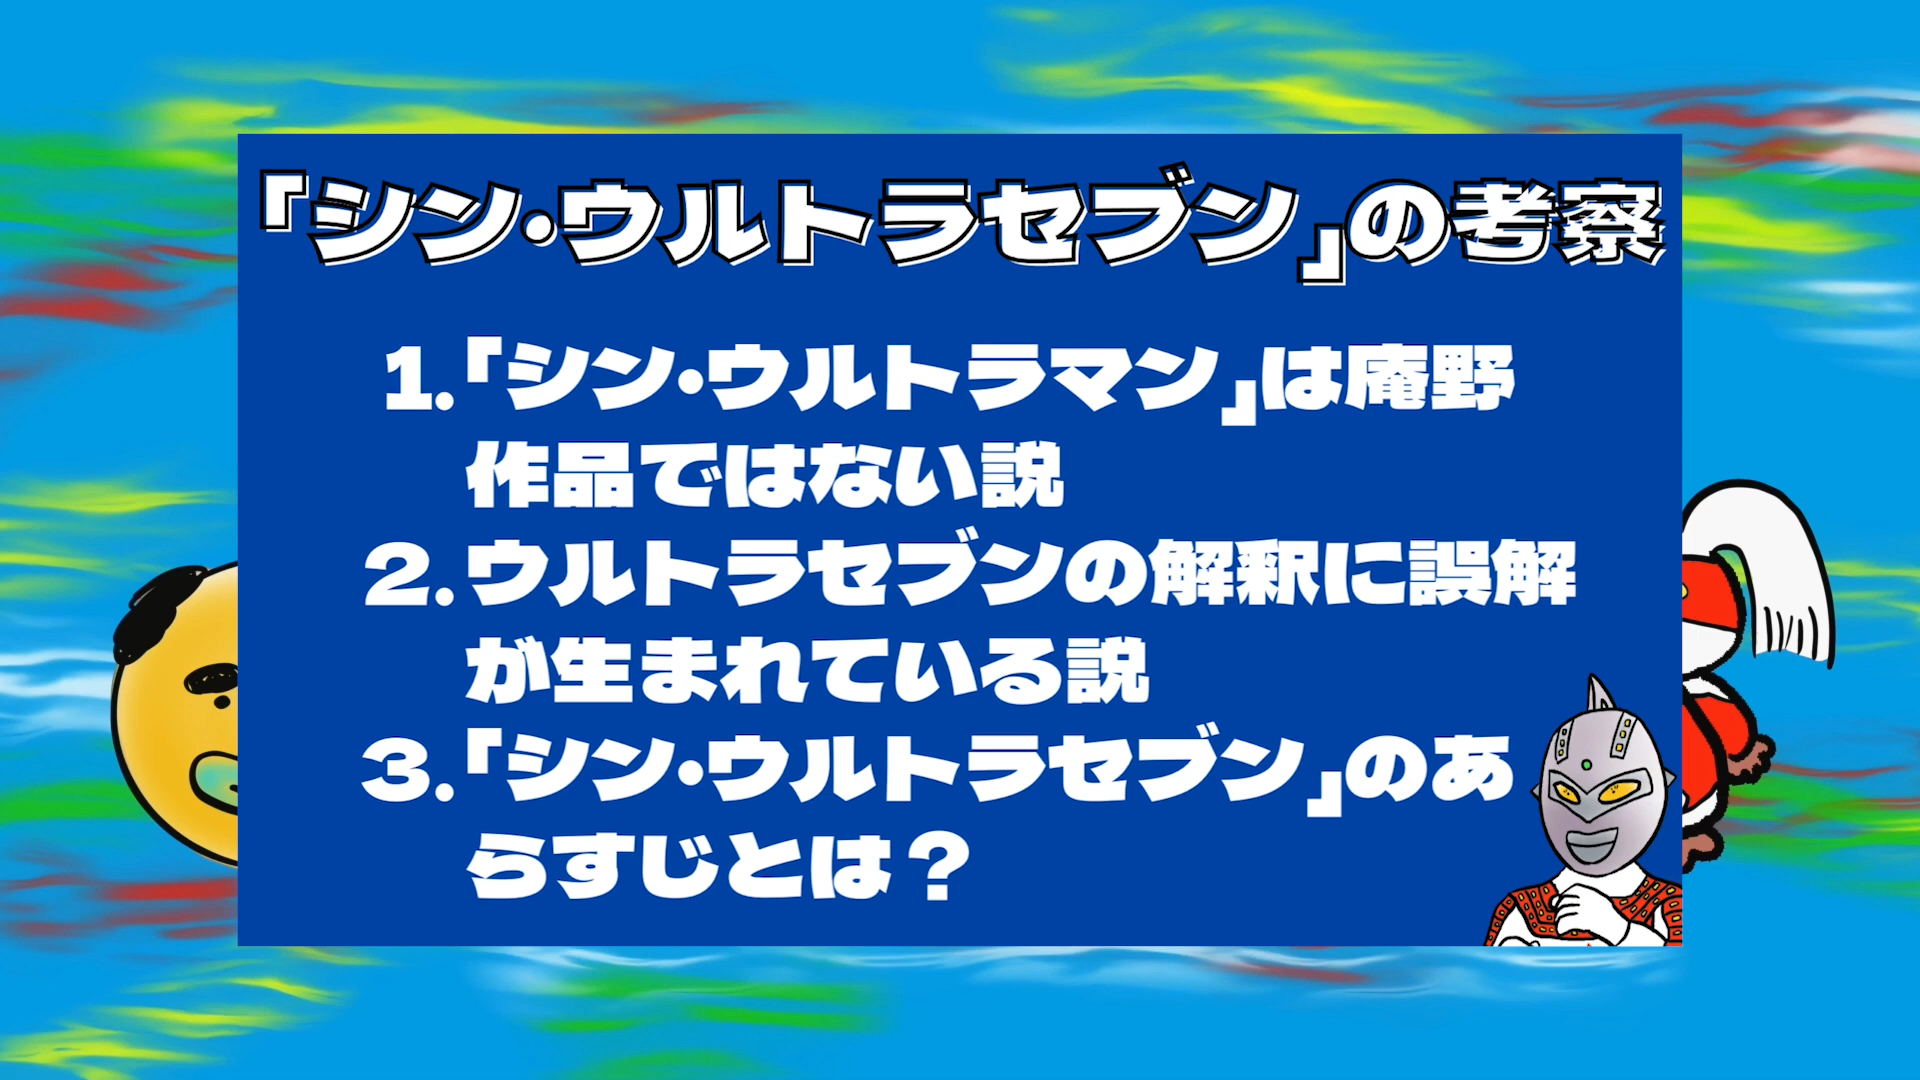 「シン・ウルトラセブン」の考察
1.「シン・ウルトラマン」は庵野
作品ではない説
2.ウルトラセブンの解釈に誤解
が生まれている説
3.「シン・ウルトラセブン」のあ
らすじとは？